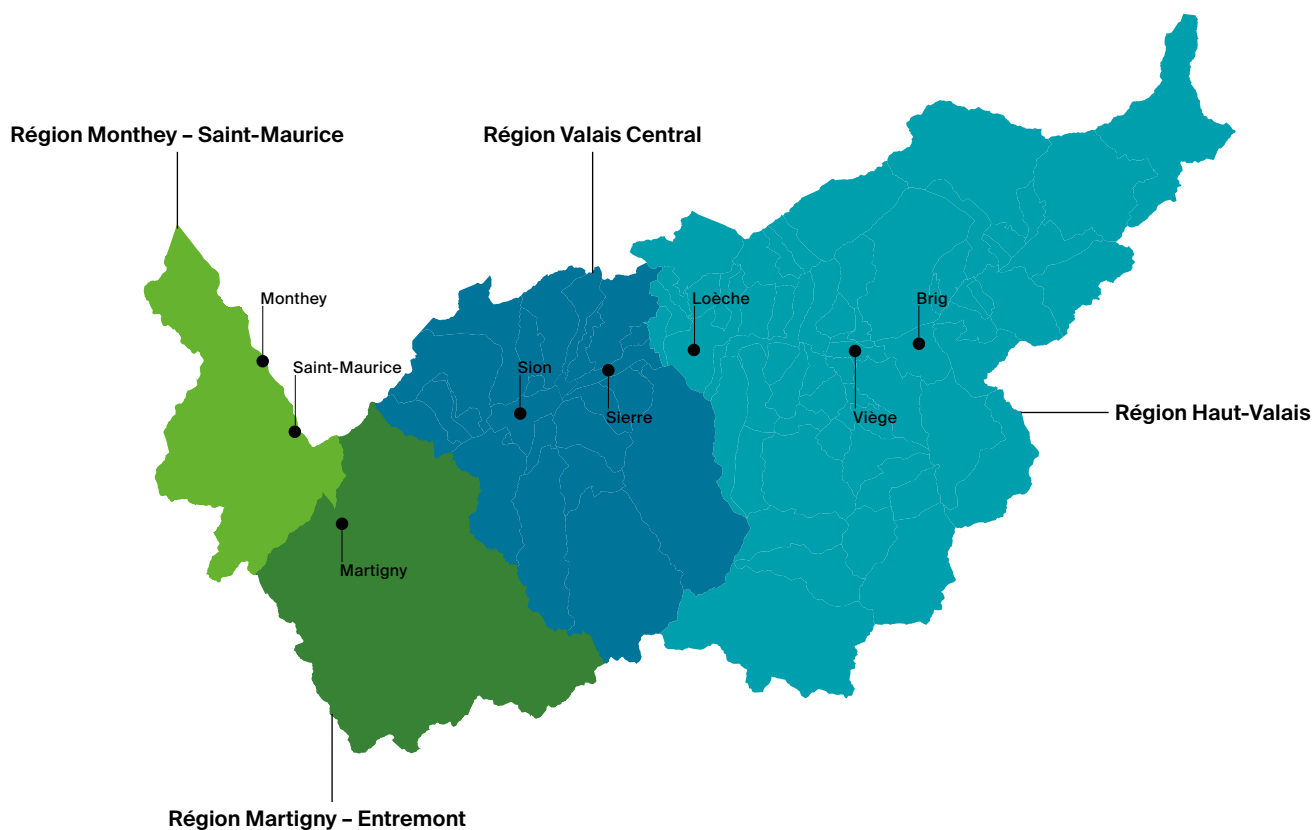 Région Monthey – Saint-Maurice
Région Valais Central
Monthey
Loèche
Brig
Saint-Maurice
Sion
Sierre
Viège
Région Haut-Valais
Martigny
Région Martigny – Entremont